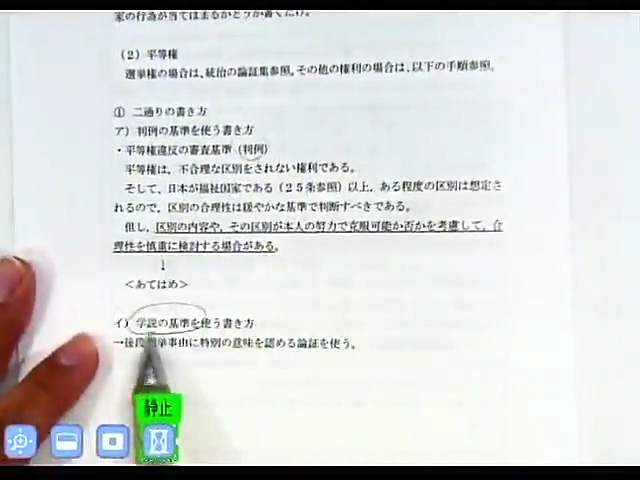 家の行為が当てはまるかどうか書くだけ。
(2)平等権
選挙権の場合は、統治の論証集参照。その他の権利の場合は、以下の手順参照。
① 二通りの書き方
ア)判例の基準を使う書き方
・平等権違反の審査基準(判例)
平等権は、不合理な区別をされない権利である。
そして、日本が福祉国家である(25条参照)以上、ある程度の区別は想定さ
れるので、区別の合理性は緩やかな基準で判断すべきである。
但し、区別の内容や、その区別が本人の努力で克服可能か否かを考慮して、合
理性を慎重に検討する場合がある。
↓
<あてはめ>
イ)学説の基準を使う書き方
→後段列挙事由に特別の意味を認める論証を使う。
静止